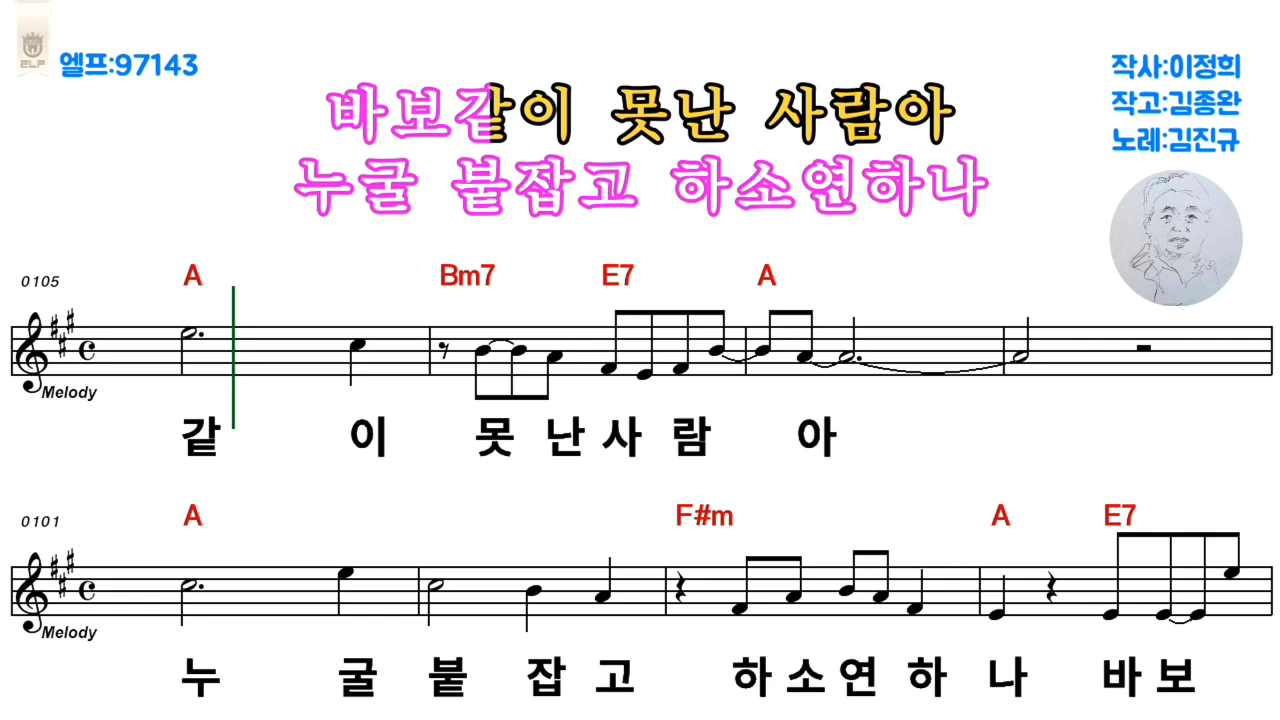 ELF
엘프:97143
작사:이정희
작고:김종완
노래:김진규
바보같이 못난 사람아
누굴 붙잡고 하소연하나
0105
A Bm7 E7 A
Melody
같 이 못 난 사 람 아
0101
A F#m A E7
Melody
누 굴 붙 잡 고 하 소 연 하 나 바 보